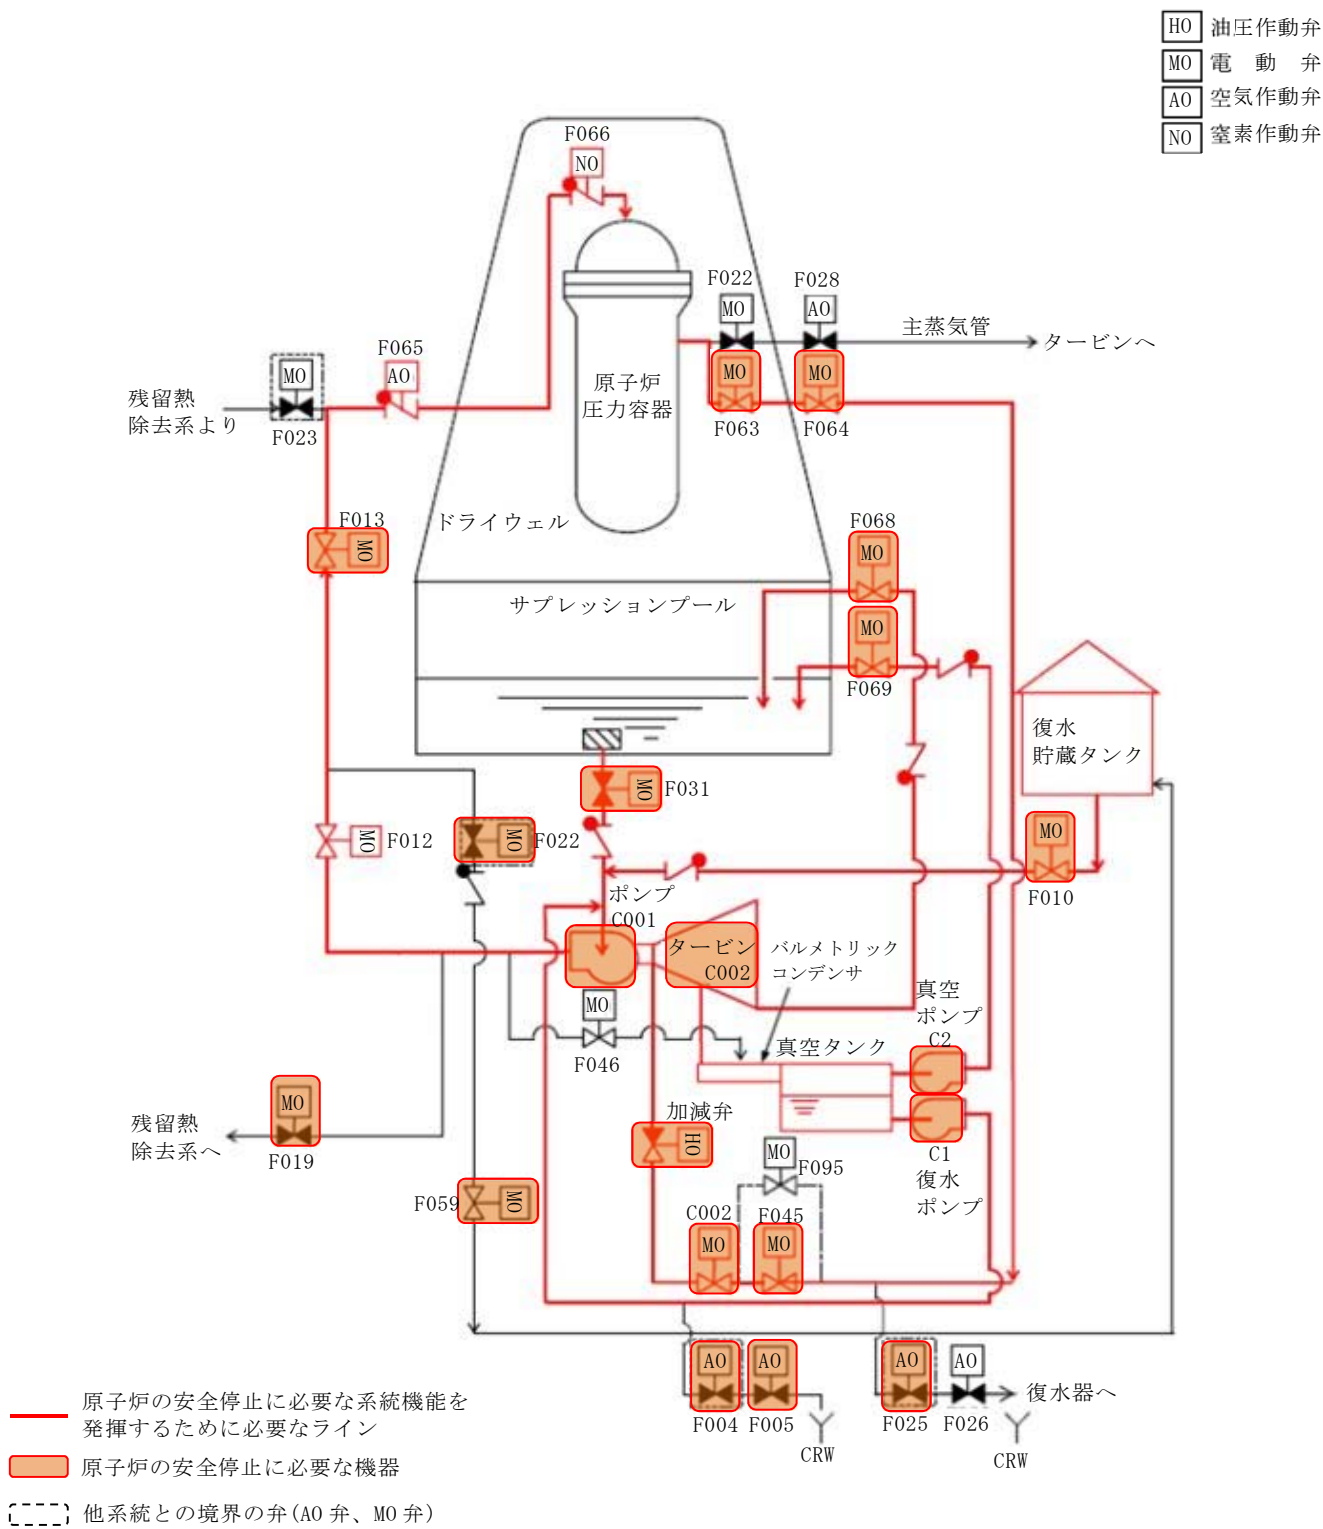 HO 油圧作動弁
MO 電 動 弁
AO 空気作動弁
NO 窒素作動弁
F066
NO
F022
MO
F028
AO
主蒸気管
タービンへ
F065
AO
MO
残留熱
除去系より
F023
原子炉
圧力容器
MO
F063
MO
F064
F013
MO
ドライウェル
F068
MO
サプレッションプール
MO
F069
復水
貯蔵タンク
MO
F031
MO
F012
MO
F022
MO
F010
ポンプ
C001
タービン
C002
バルメトリック
コンデンサ
真空
ポンプ
C2
MO
F046
真空タンク
MO
残留熱
除去系へ
F019
加減弁
HO
C1
復水
ポンプ
MO
F095
F059
MO
C002
MO
F045
MO
AO
F004
AO
F005
CRW
AO
F025
AO
F026
復水器へ
CRW
原子炉の安全停止に必要な系統機能を
発揮するために必要なライン
原子炉の安全停止に必要な機器
他系統との境界の弁(AO 弁、MO 弁)